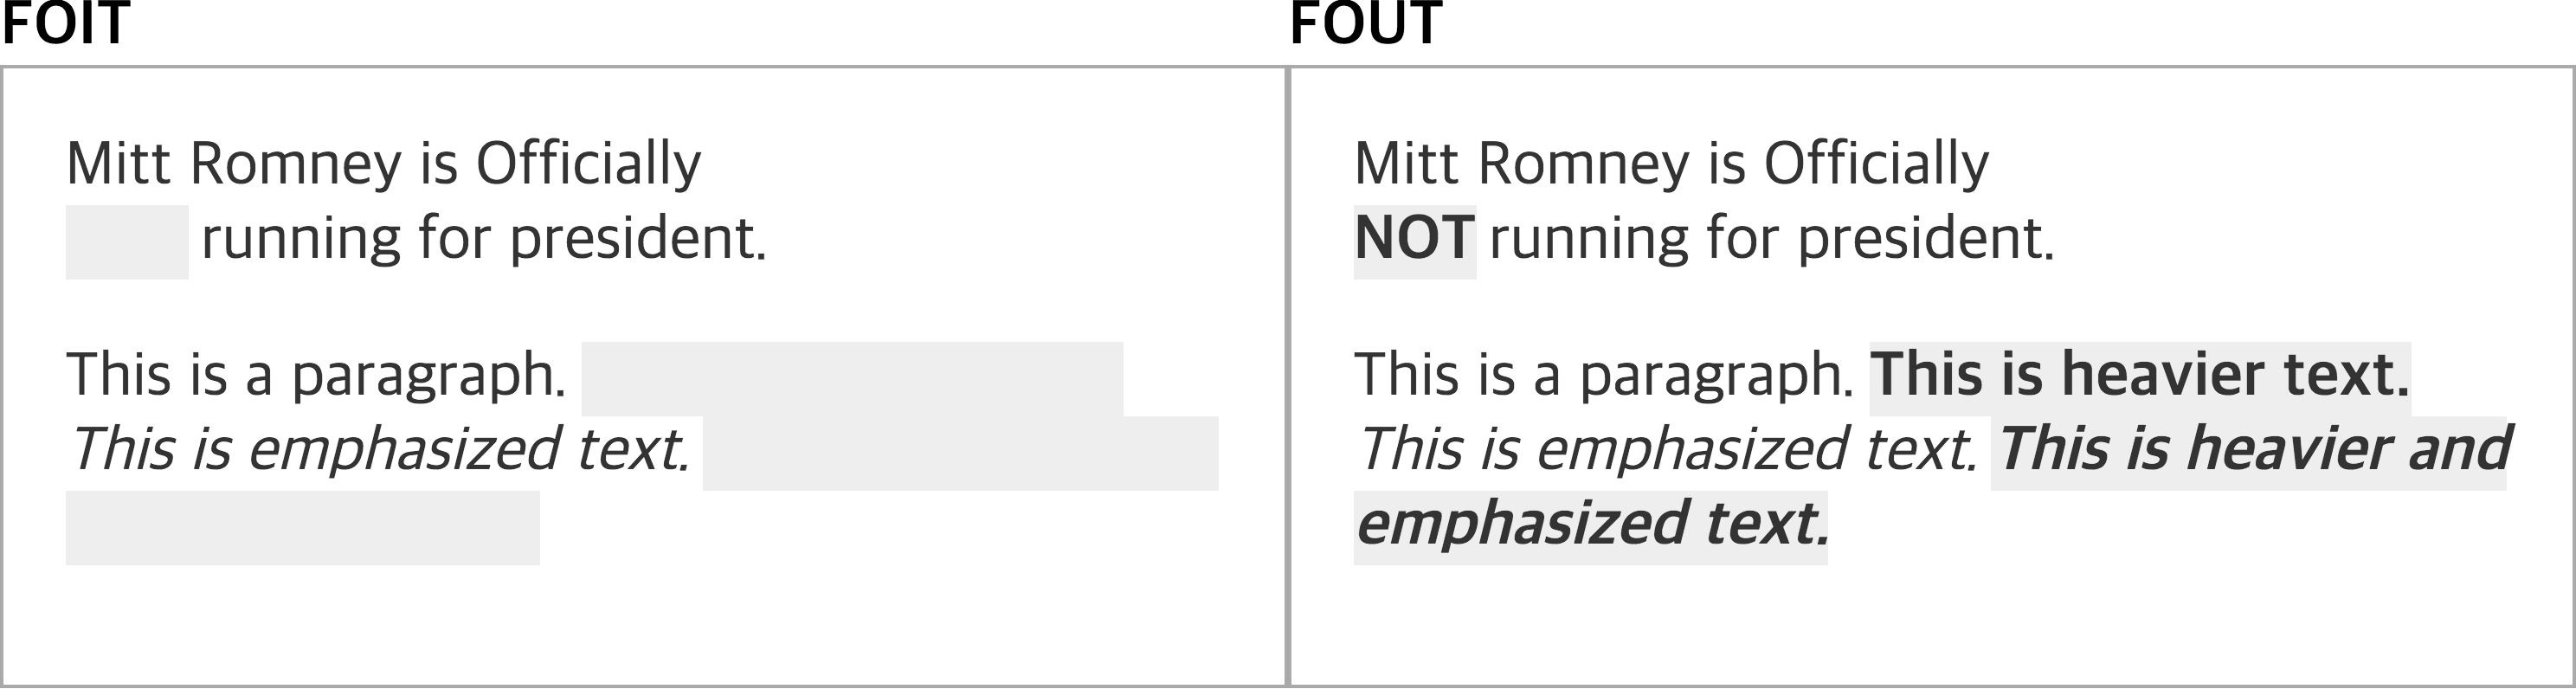 FOIT
Mitt Romney is Officially
running for president.
This is a paragraph.
This is emphasized text.
FOUT
Mitt Romney is Officially
NOT running for president.
This is a paragraph. This is heavier text.
This is emphasized text. This is heavier and
emphasized text.